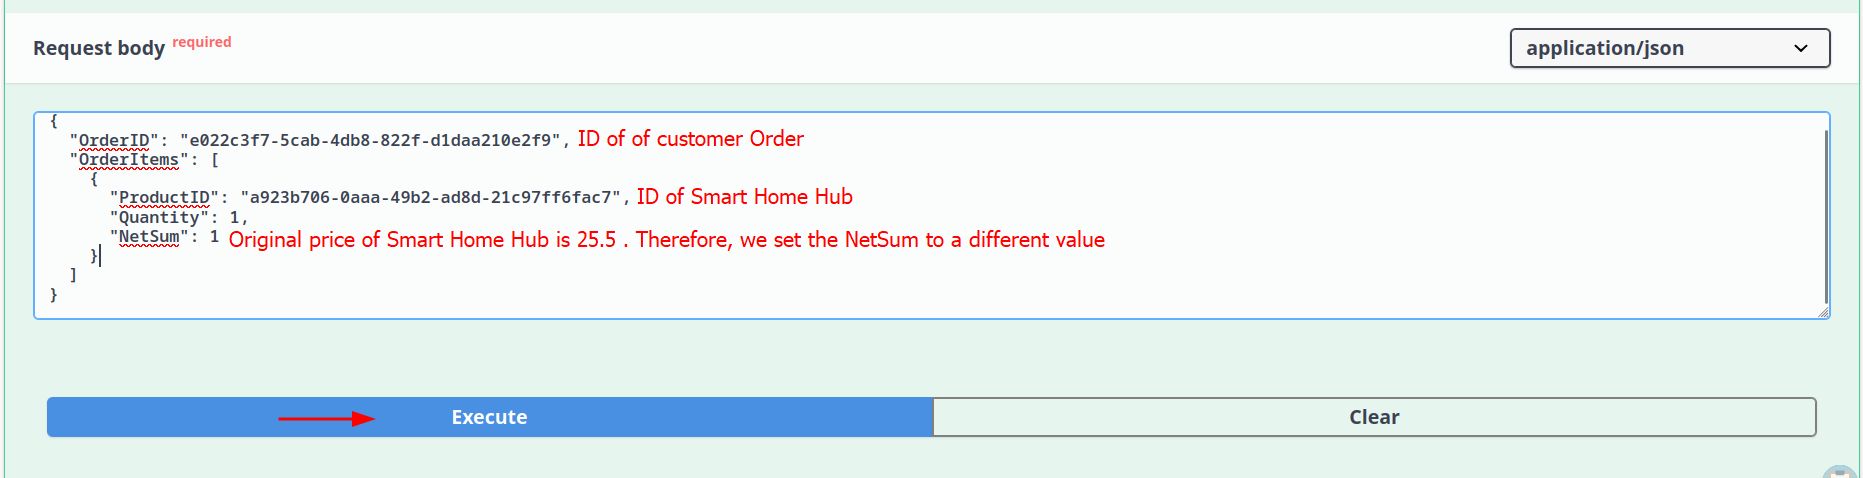 Request body required
application/json
{
"OrderID": "e022c3f7-5cab-4db8-822f-d1daa210e2f9", ID of of customer Order
"OrderItems": [
{
"ProductID": "a923b706-0aaa-49b2-ad8d-21c97ff6fac7", ID of Smart Home Hub
"Quantity": 1,
"NetSum": 1 Original price of Smart Home Hub is 25.5 . Therefore, we set the NetSum to a different value
}
]
}
Execute
Clear